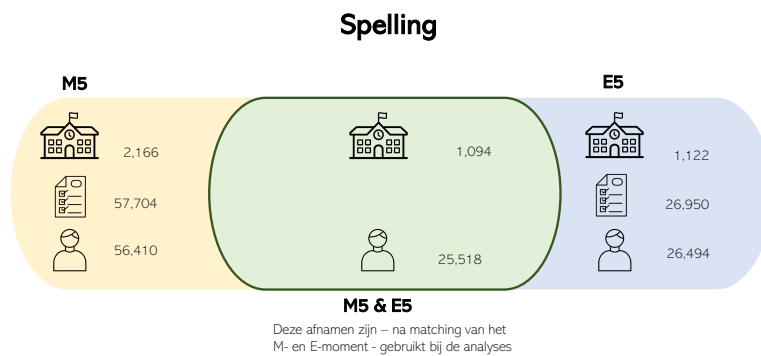 Spelling
M5
E5
2,166
1,094
1,122
57,704
26,950
56,410
25,518
26,494
M5 & E5
Deze afnamen zijn – na matching van het
M- en E-moment - gebruikt bij de analyses